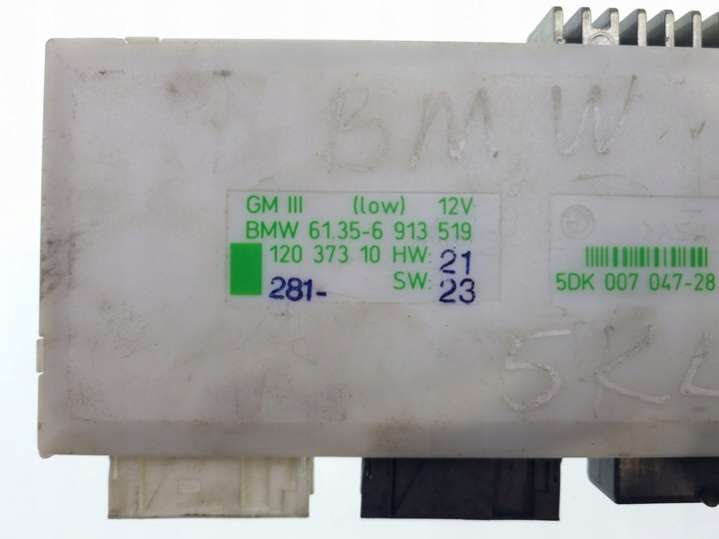 BMW
GM III (low) 12V
BMW 61.35-6 913 519
120 373 10 HW: 21
281- SW: 23
5DK 007 047-28